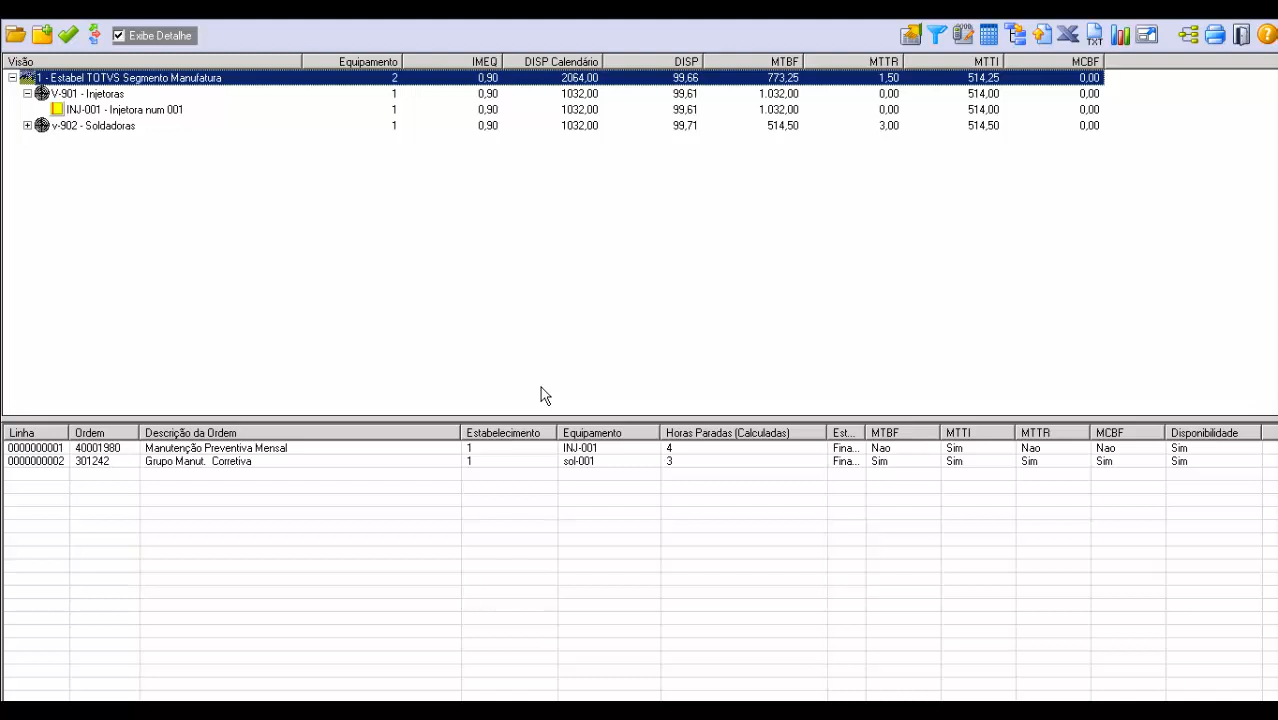 TXT
Exibe Detalhe
Visão Equipamento IMEQ DISP Calendário DISP MTBF MTTR MTTI MCBF
1 - Estabel TOTVS Segmento Manufatura 2 0,90 2064,00 99,66 773,25 1,50 514,25 0,00
V-901 - Injetoras 1 0,90 1032,00 99,61 1.032,00 0,00 514,00 0,00
INJ-001 - Injetora num 001 1 0,90 1032,00 99,61 1.032,00 0,00 514,00 0,00
v-902 - Soldadoras 1 0,90 1032,00 99,71 514,50 3,00 514,50 0,00
Linha Ordem Descrição da Ordem Estabelecimento Equipamento Horas Paradas (Calculadas) Est... MTBF MTTI MTTR MCBF Disponibilidade
0000000001 40001980 Manutenção Preventiva Mensal 1 INJ-001 4 Fina... Nao Sim Nao Nao Sim
0000000002 301242 Grupo Manut. Corretiva 1 sol-001 3 Fina... Sim Sim Sim Sim Sim